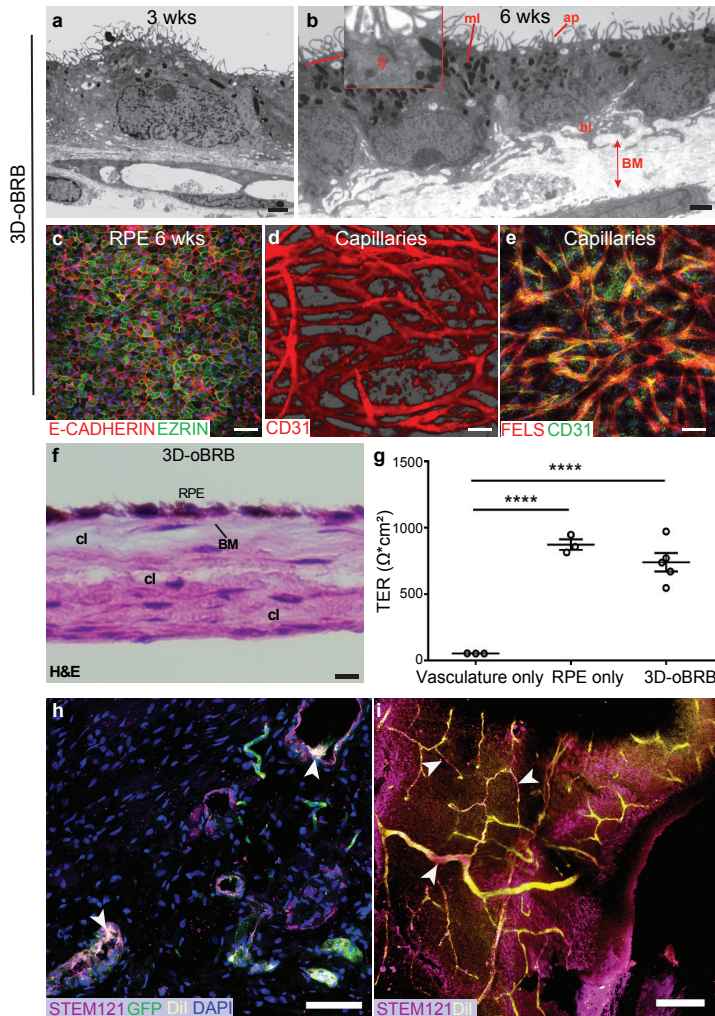 3D-oBRB
a 3 wks
b 6 wks
ml
ap
tj
bi
BM
c RPE 6 wks
E-CADHERIN EZRIN
d Capillaries
CD31
e Capillaries
FELS CD31
f 3D-oBRB
RPE
cl
BM
cl
cl
H&E
g
TER (Ω*cm²)
1500
1000
500
0
****
****
Vasculature only RPE only 3D-oBRB
h
STEM121 GFP DiI DAPI
i
STEM121 DiI